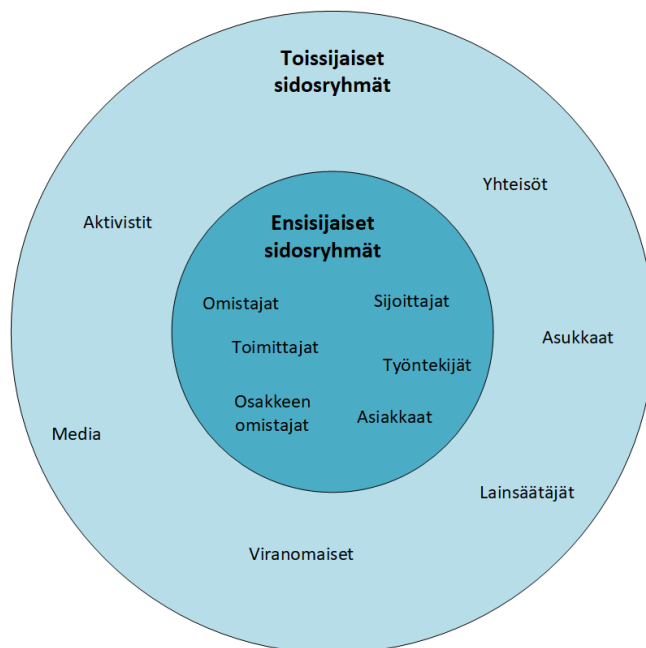 Toissijaiset
sidosryhmät
Yhteisöt
Aktivistit
Ensisijaiset
sidosryhmät
Omistajat
Sijoittajat
Toimittajat
Työntekijät
Osakkeen
omistajat
Asiakkaat
Asukkaat
Media
Lainsäätäjät
Viranomaiset